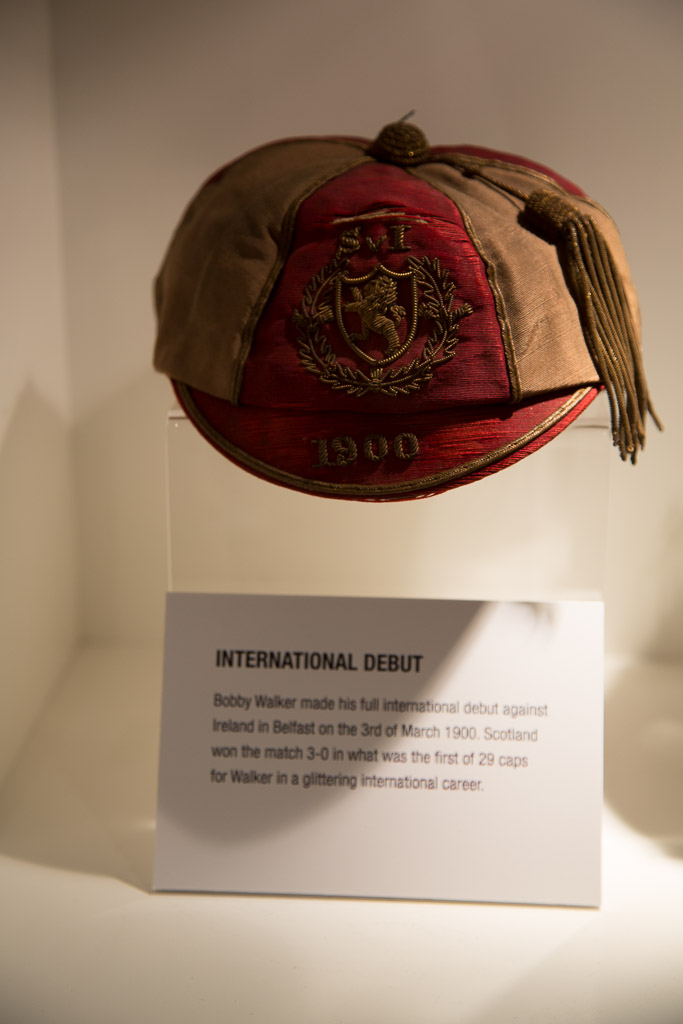 SvI
1900
INTERNATIONAL DEBUT
Bobby Walker made his full international debut against
Ireland in Belfast on the 3rd of March 1900. Scotland
won the match 3-0 in what was the first of 29 caps
for Walker in a glittering international career.